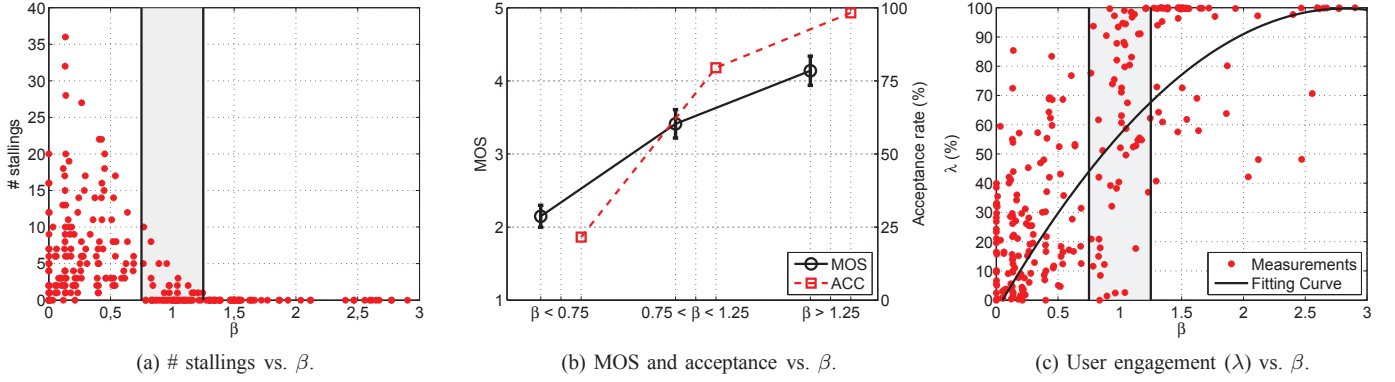 40
35
30
25
20
15
10
5
0
# stallings
0 0,5 1 1,5 2 2,5 3
β
(a) # stallings vs. β.
5
4
3
2
1
MOS
100
75
50
25
0
Acceptance rate (%)
MOS
ACC
β < 0.75 0.75 < β < 1.25 β > 1.25
(b) MOS and acceptance vs. β.
100
90
80
70
60
50
40
30
20
10
0
λ (%)
Measurements
Fitting Curve
0 0.5 1 1.5 2 2.5 3
β
(c) User engagement (λ) vs. β.